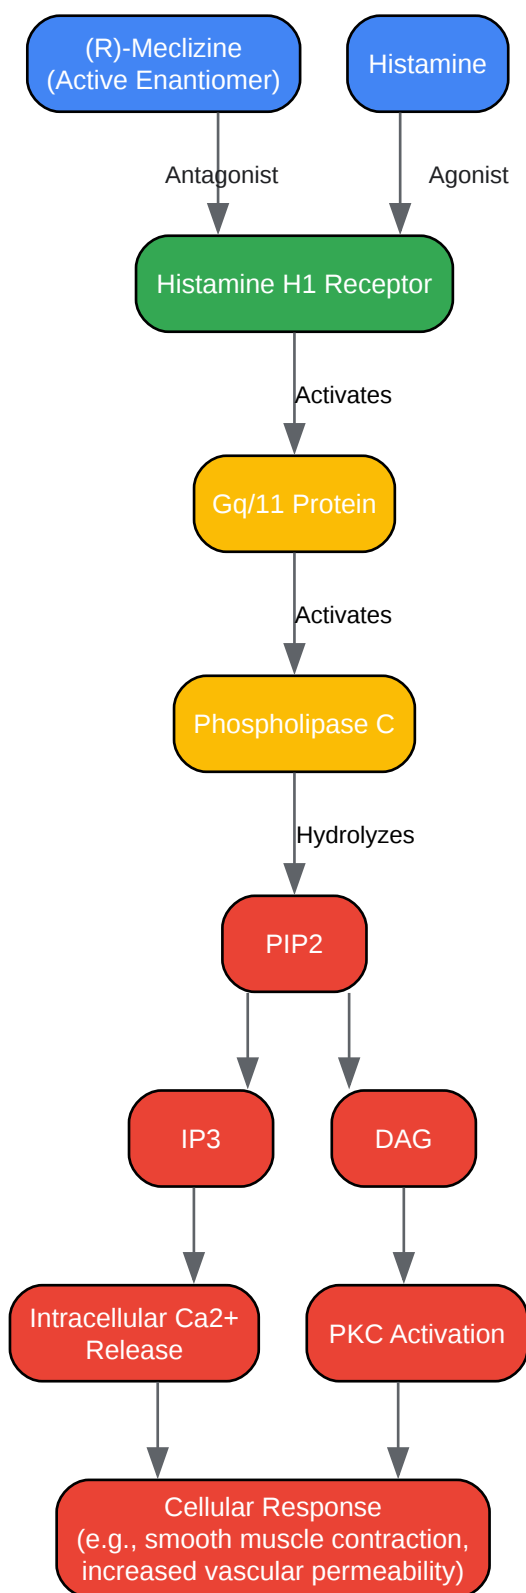 (R)-Meclizine
(Active Enantiomer)
Histamine
Antagonist
Agonist
Histamine H1 Receptor
Activates
Gq/11 Protein
Activates
Phospholipase C
Hydrolyzes
PIP2
IP3
DAG
Intracellular Ca2+
Release
PKC Activation
Cellular Response
(e.g., smooth muscle contraction,
increased vascular permeability)